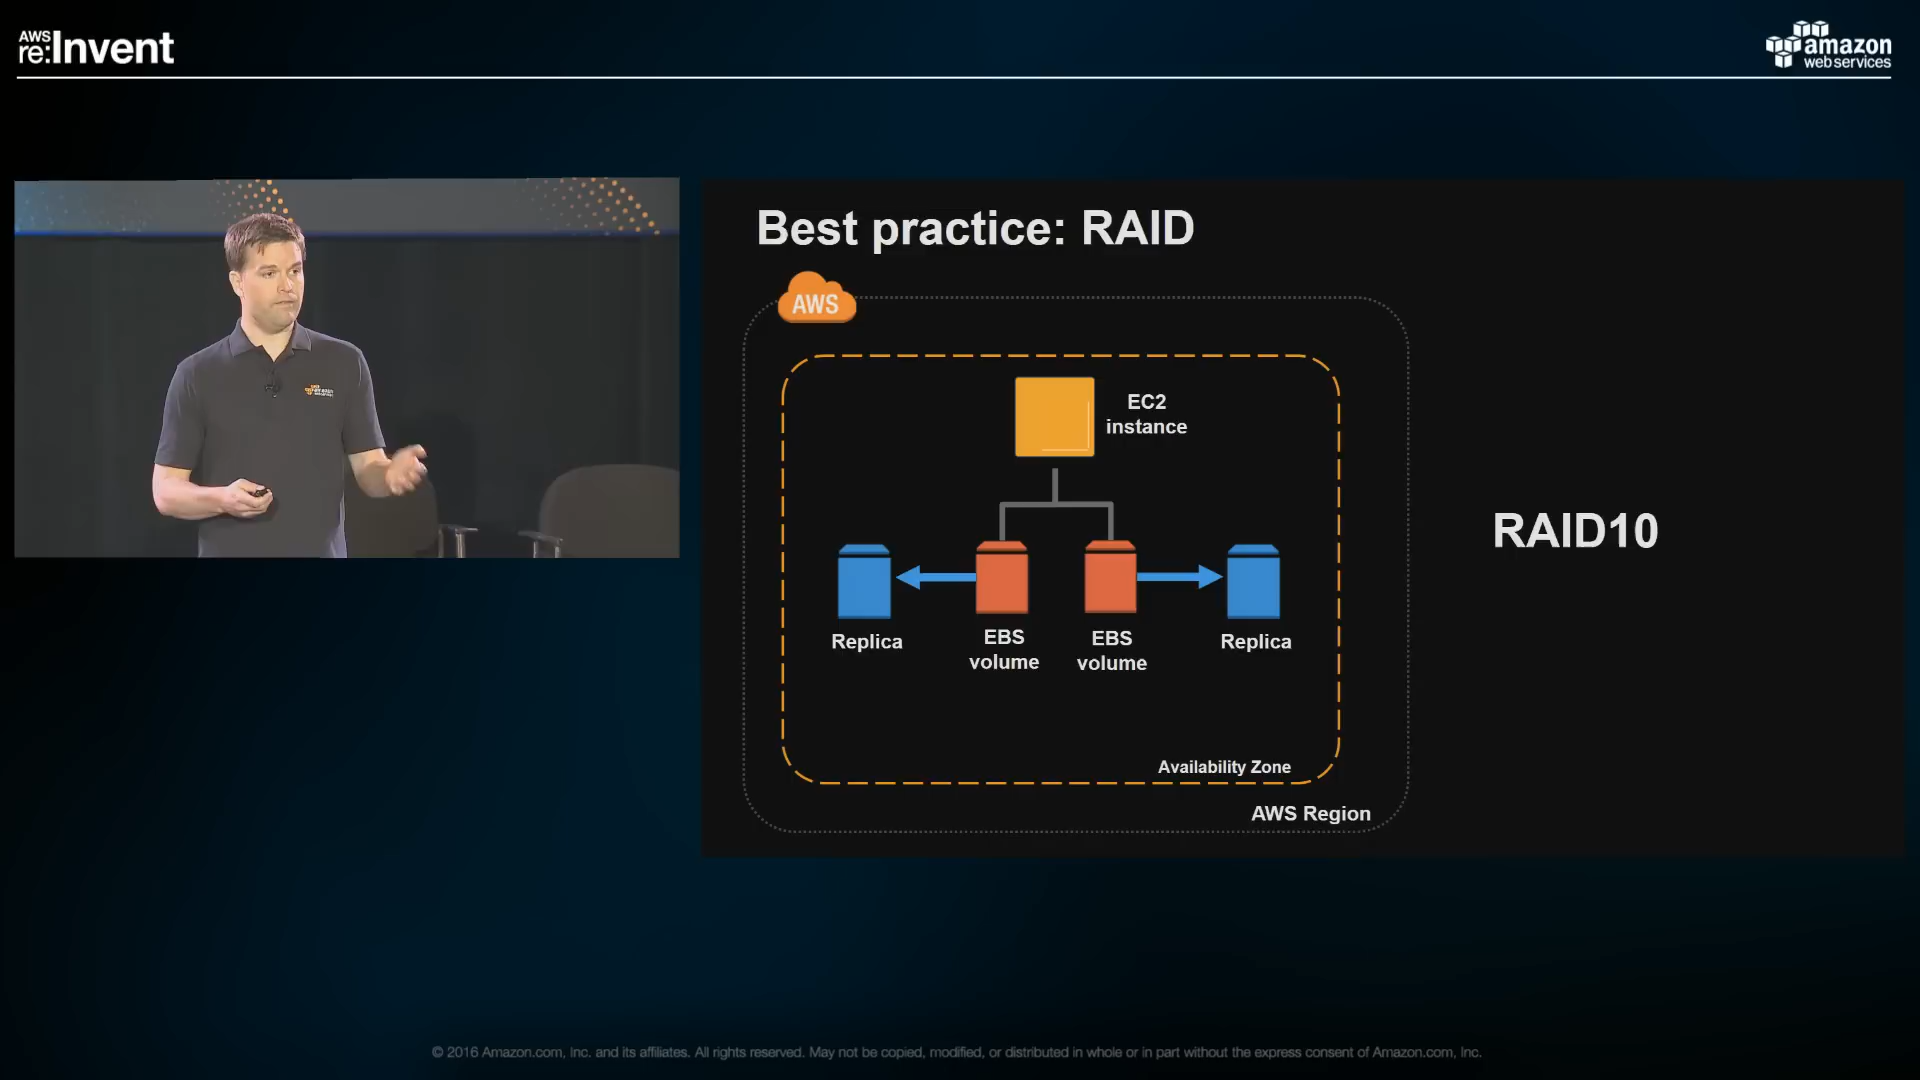 AWS
re:Invent
amazon
web services
Best practice: RAID
AWS
EC2
instance
RAID10
Replica
EBS
volume
EBS
volume
Replica
Availability Zone
AWS Region
© 2016 Amazon.com, Inc. and its affiliates. All rights reserved. May not be copied, modified, or distributed in whole or in part without the express consent of Amazon.com, Inc.